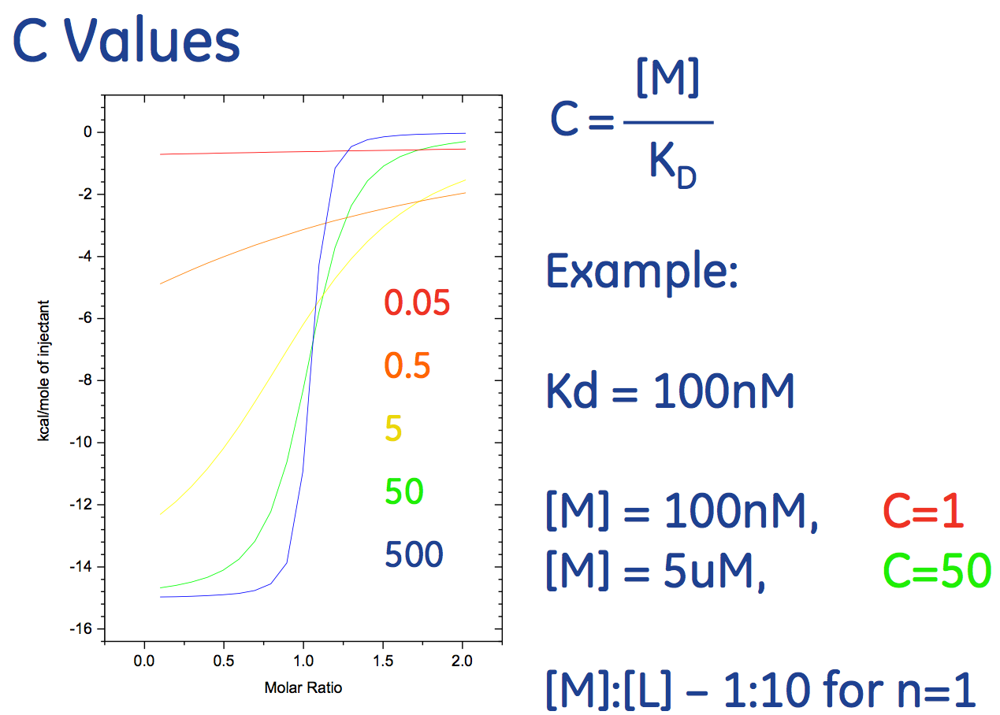 C Values
0
-2
-4
-6
-8
-10
-12
-14
-16
kcal/mole of injectant
0.0 0.5 1.0 1.5 2.0
Molar Ratio
0.05
0.5
5
50
500
C = [M]
K_D
Example:
Kd = 100nM
[M] = 100nM, C=1
[M] = 5uM, C=50
[M]:[L] – 1:10 for n=1